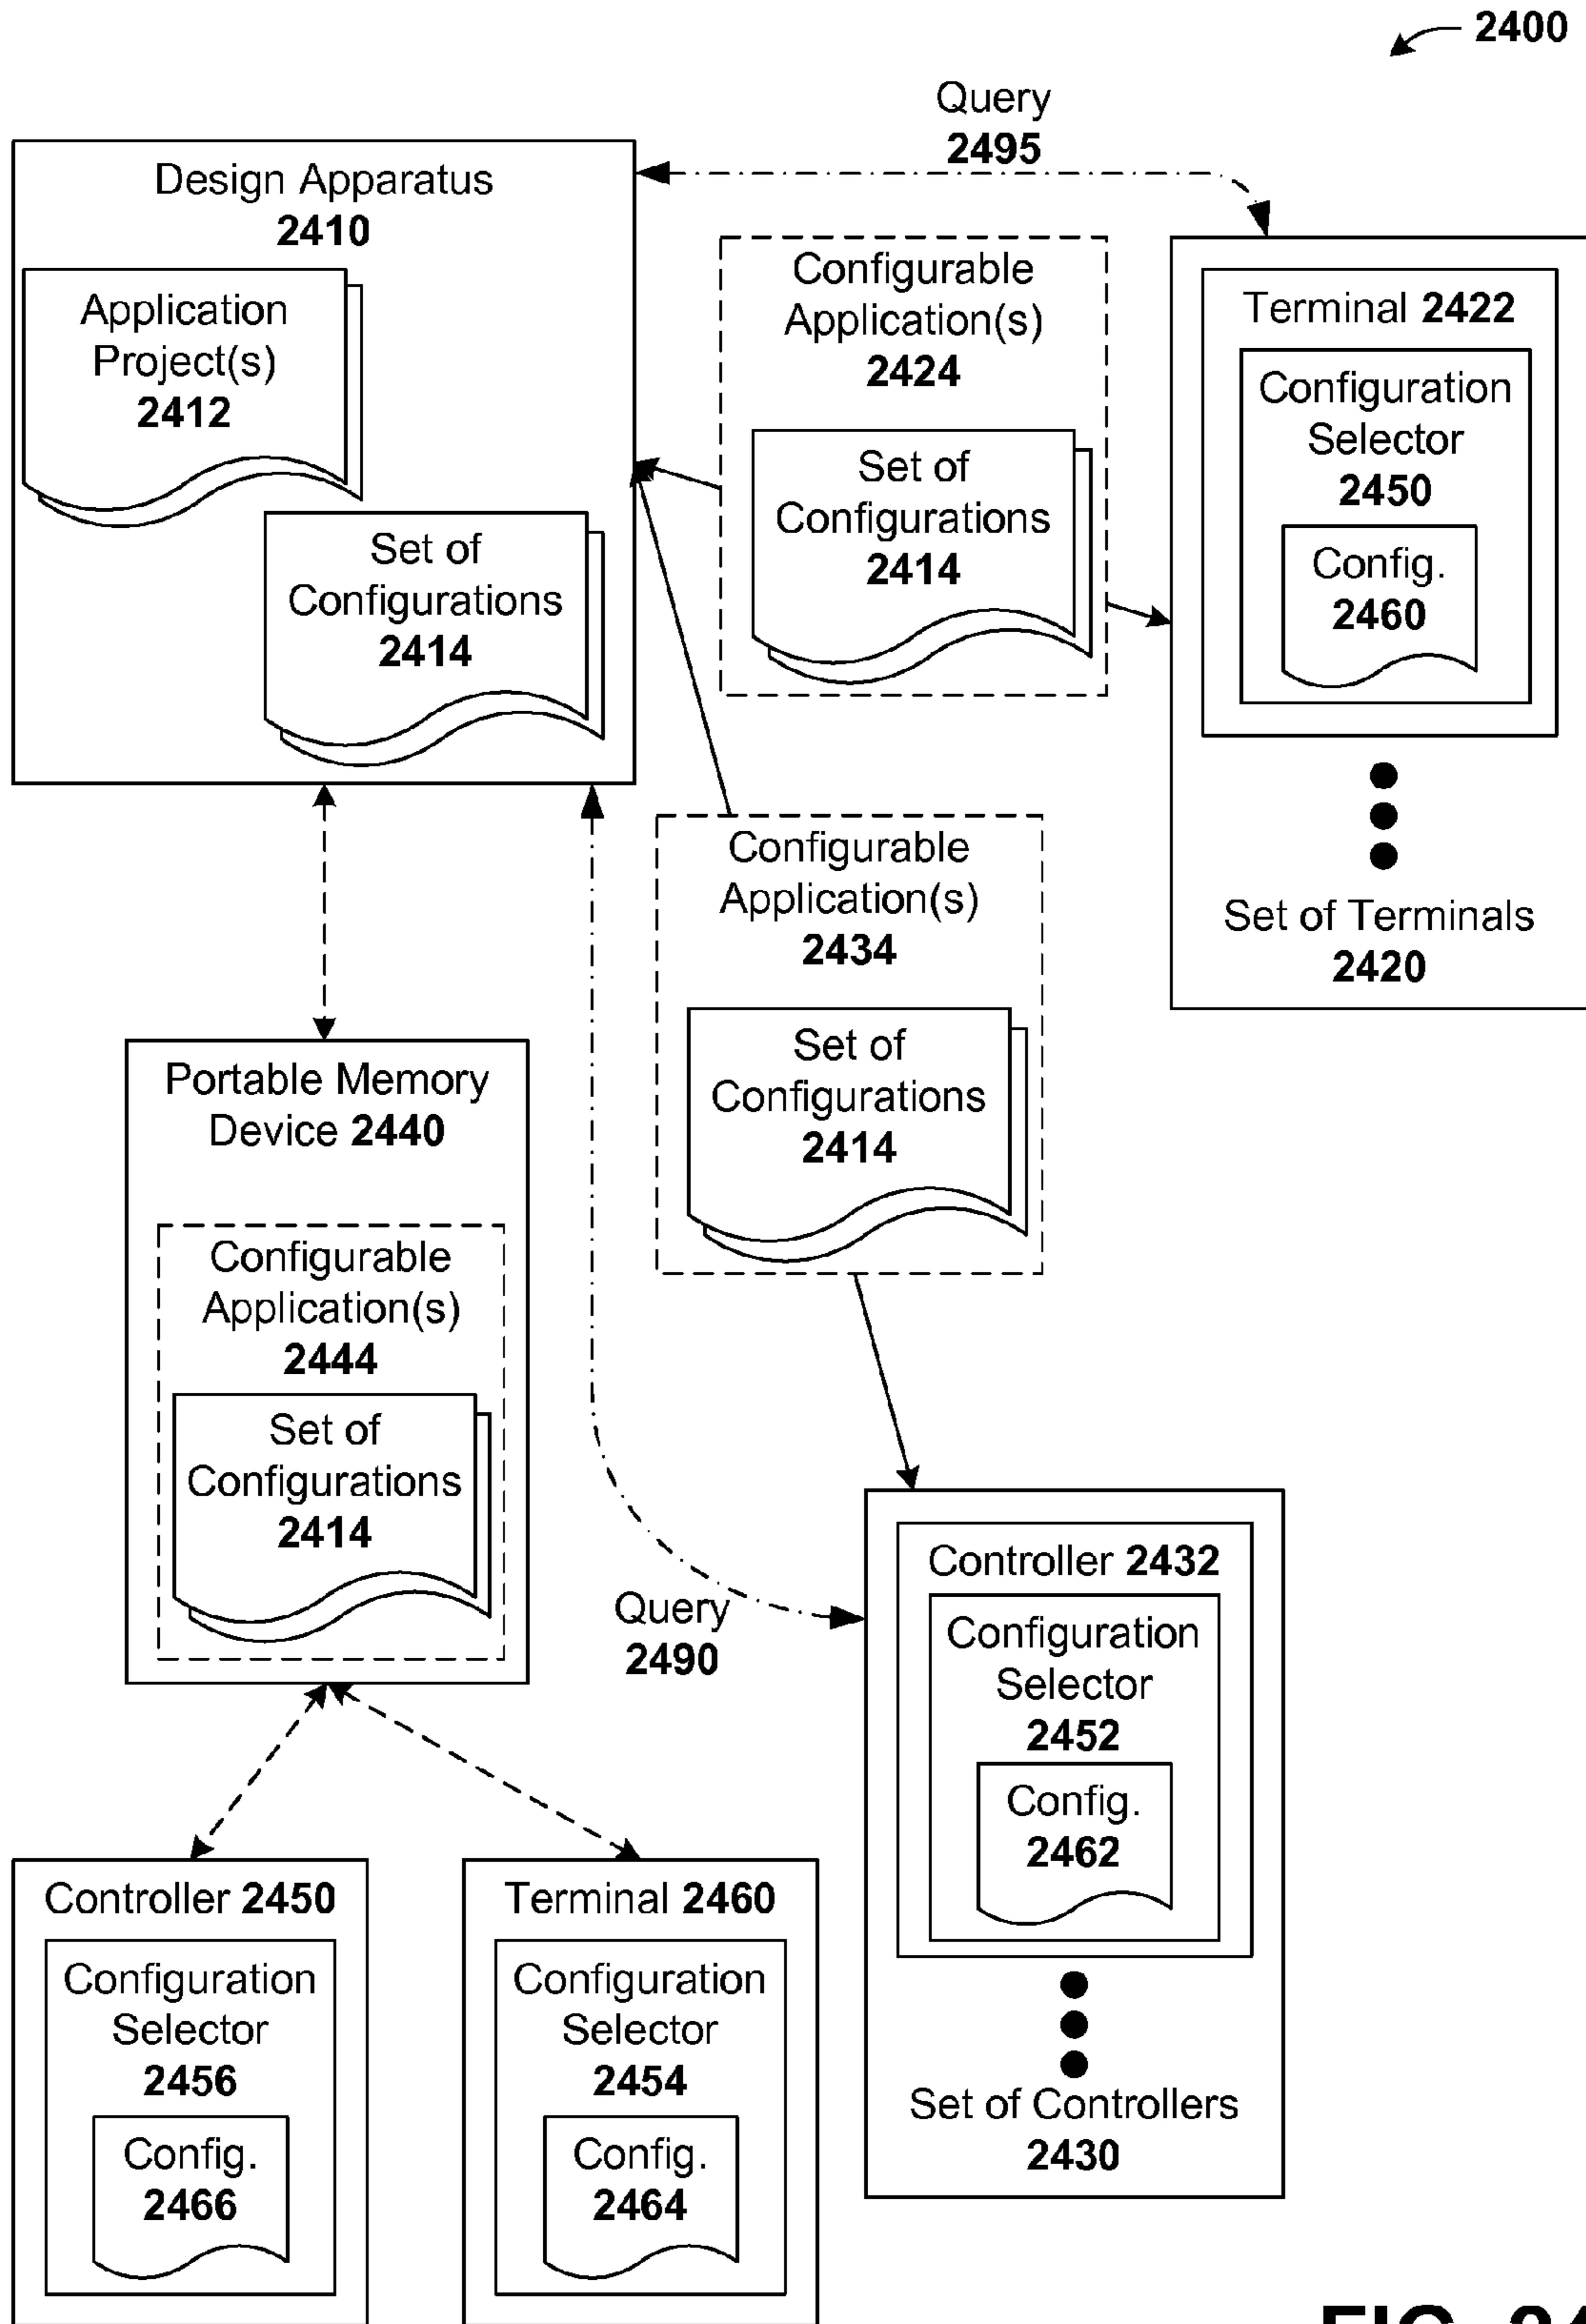 2400
Query
2495
Design Apparatus
2410
Application
Project(s)
2412
Set of
Configurations
2414
Configurable
Application(s)
2424
Set of
Configurations
2414
Terminal 2422
Configuration
Selector
2450
Config.
2460
Set of Terminals
2420
Configurable
Application(s)
2434
Set of
Configurations
2414
Portable Memory
Device 2440
Configurable
Application(s)
2444
Set of
Configurations
2414
Query
2490
Controller 2432
Configuration
Selector
2452
Config.
2462
Set of Controllers
2430
Controller 2450
Configuration
Selector
2456
Config.
2466
Terminal 2460
Configuration
Selector
2454
Config.
2464